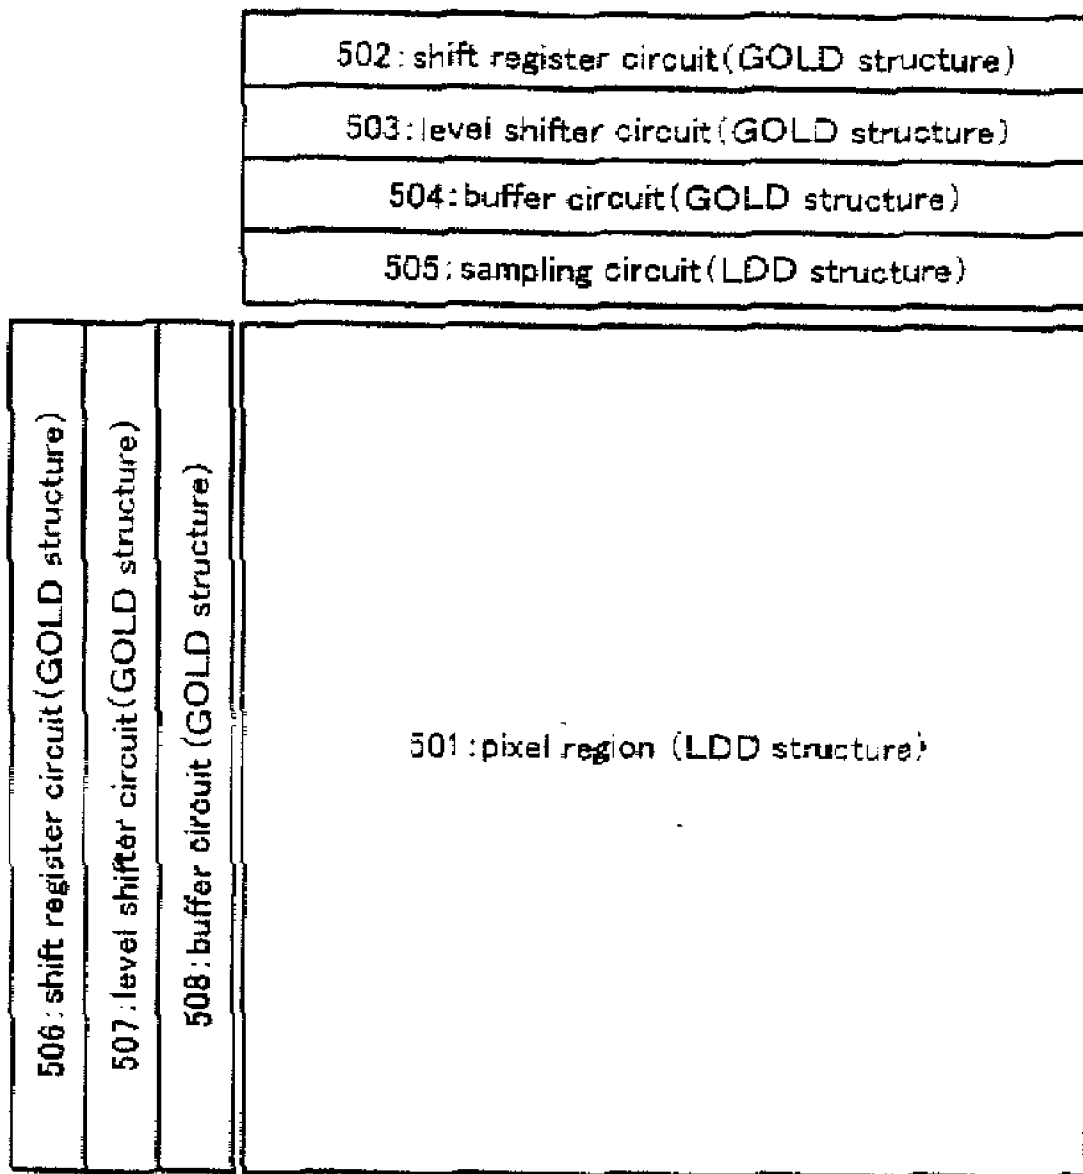 502:shift register circuit(GOLD structure)
503:level shifter circuit(GOLD structure)
504:buffer circuit(GOLD structure)
505:sampling circuit(LDD structure)
506:shift register circuit(GOLD structure)
507:level shifter circuit(GOLD structure)
508:buffer circuit(GOLD structure)
501:pixel region (LDD structure)